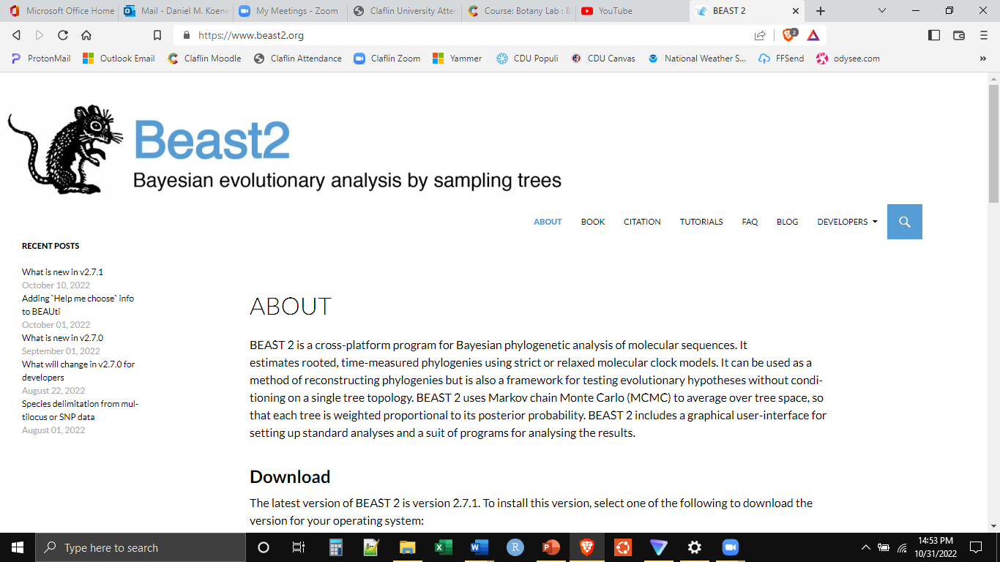 Microsoft Office Home
Mail - Daniel M. Koene
My Meetings - Zoom
Claflin University Atten
Course: Botany Lab : B
YouTube
BEAST 2
https://www.beast2.org
2
ProtonMail
Outlook Email
Claflin Moodle
Claflin Attendance
Claflin Zoom
Yammer
CDU Populi
CDU Canvas
National Weather S...
FFSend
odysee.com
Beast2
Bayesian evolutionary analysis by sampling trees
ABOUT
BOOK
CITATION
TUTORIALS
FAQ
BLOG
DEVELOPERS
RECENT POSTS
What is new in v2.7.1
October 10, 2022
Adding `Help me choose` info
to BEAUti
October 01, 2022
What is new in v2.7.0
September 01, 2022
What will change in v2.7.0 for
developers
August 22, 2022
Species delimitation from mul-
tilocus or SNP data
August 01, 2022
ABOUT
BEAST 2 is a cross-platform program for Bayesian phylogenetic analysis of molecular sequences. It
estimates rooted, time-measured phylogenies using strict or relaxed molecular clock models. It can be used as a
method of reconstructing phylogenies but is also a framework for testing evolutionary hypotheses without condi-
tioning on a single tree topology. BEAST 2 uses Markov chain Monte Carlo (MCMC) to average over tree space, so
that each tree is weighted proportional to its posterior probability. BEAST 2 includes a graphical user-interface for
setting up standard analyses and a suit of programs for analysing the results.
Download
The latest version of BEAST 2 is version 2.7.1. To install this version, select one of the following to download the
version for your operating system:
Type here to search
14:53 PM
10/31/2022